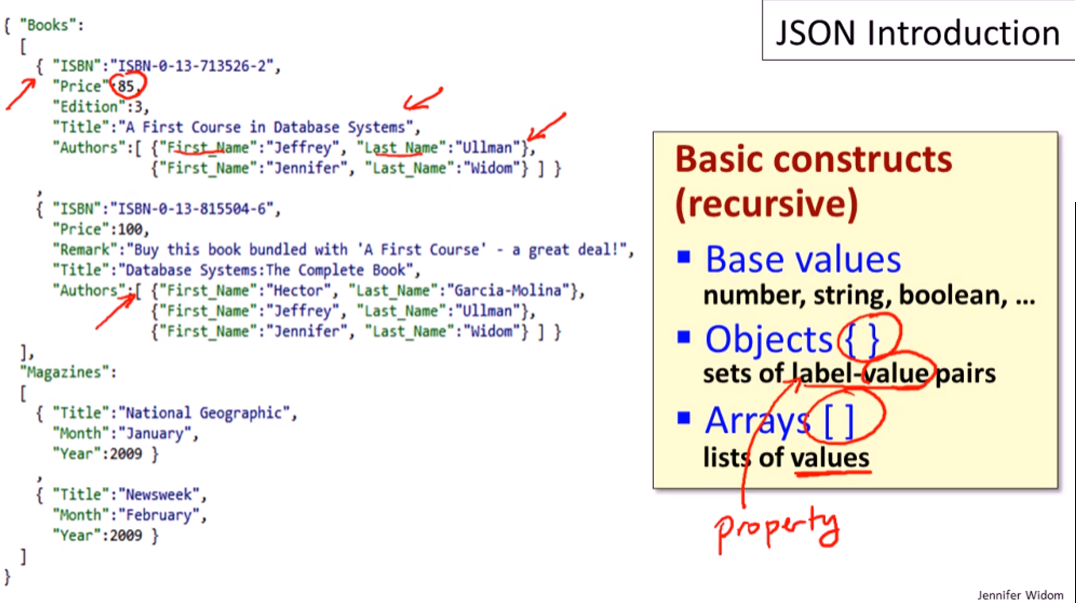 { "Books":
[
{ "ISBN":"ISBN-0-13-713526-2",
"Price":85,
"Edition":3,
"Title":"A First Course in Database Systems",
"Authors":[ {"First_Name":"Jeffrey", "Last_Name":"Ullman"},
{"First_Name":"Jennifer", "Last_Name":"Widom"} ] }
,
{ "ISBN":"ISBN-0-13-815504-6",
"Price":100,
"Remark":"Buy this book bundled with 'A First Course' - a great deal!",
"Title":"Database Systems:The Complete Book",
"Authors":[ {"First_Name":"Hector", "Last_Name":"Garcia-Molina"},
{"First_Name":"Jeffrey", "Last_Name":"Ullman"},
{"First_Name":"Jennifer", "Last_Name":"Widom"} ] }
],
"Magazines":
[
{ "Title":"National Geographic",
"Month":"January",
"Year":2009 }
,
{ "Title":"Newsweek",
"Month":"February",
"Year":2009 }
]
}
JSON Introduction
Basic constructs
(recursive)
▪ Base values
number, string, boolean, …
▪ Objects { }
sets of label-value pairs
▪ Arrays [ ]
lists of values
property
Jennifer Widom